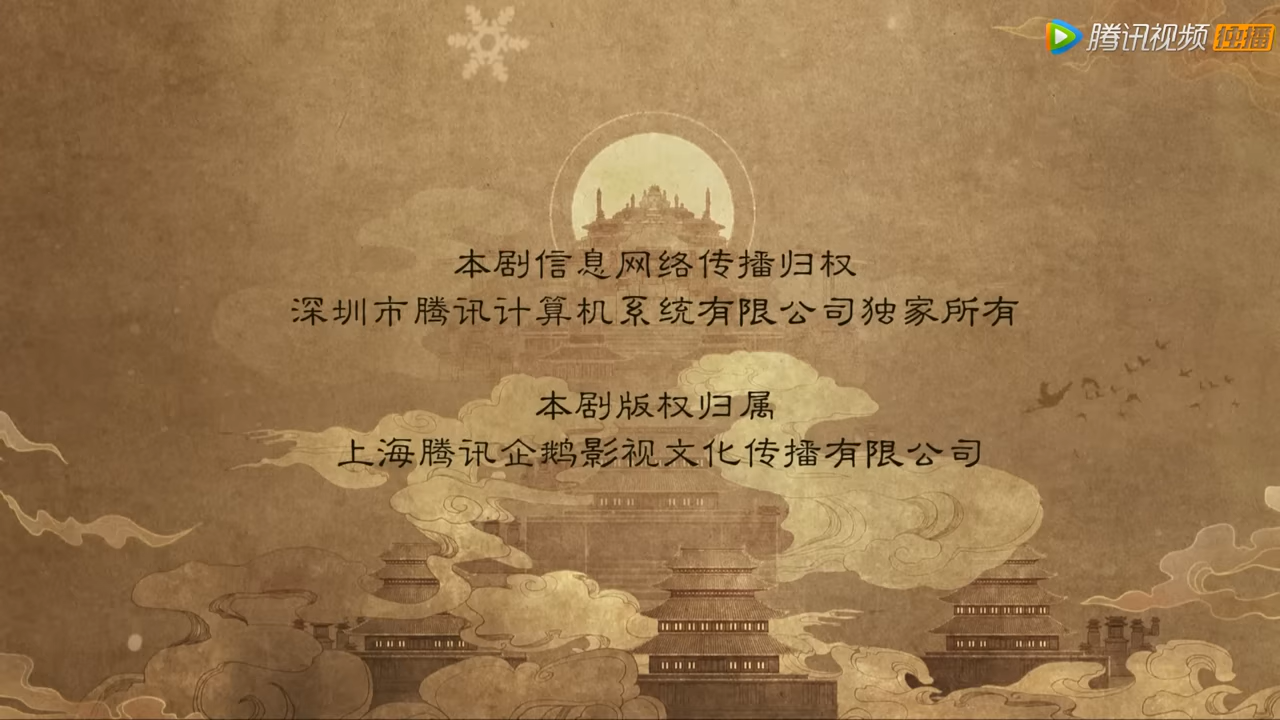 腾讯视频 独播
本剧信息网络传播归权
深圳市腾讯计算机系统有限公司独家所有
本剧版权归属
上海腾讯企鹅影视文化传播有限公司